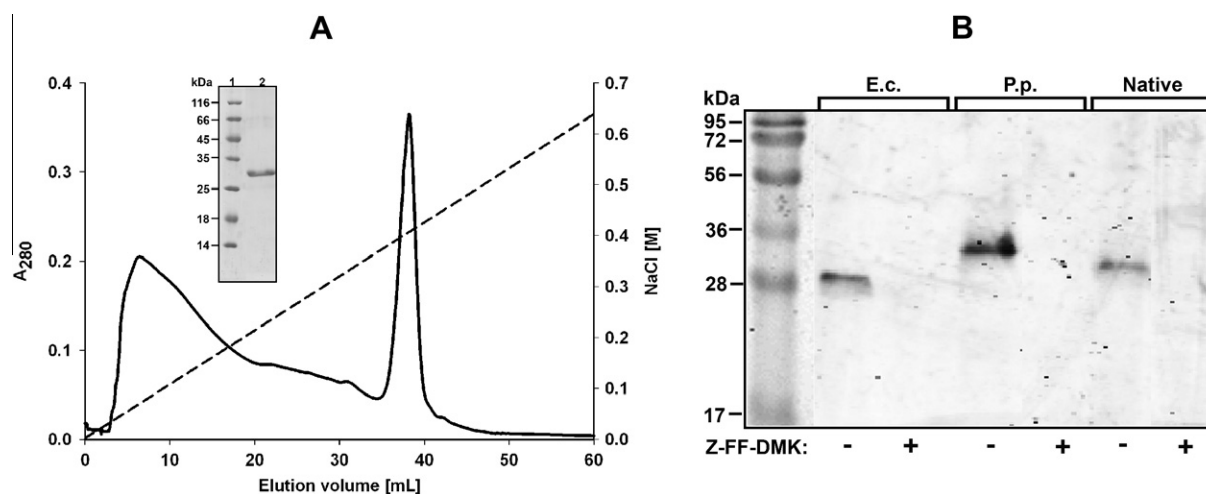 A
B
0.4
0.3
0.2
0.1
0.0
A280
0.7
0.6
0.5
0.4
0.3
0.2
0.1
0.0
NaCl [M]
0 10 20 30 40 50 60
Elution volume [mL]
kDa 1 2
116
66
45
35
25
18
14
E.c. P.p. Native
kDa
95
72
56
36
28
17
Z-FF-DMK: - + - + - +